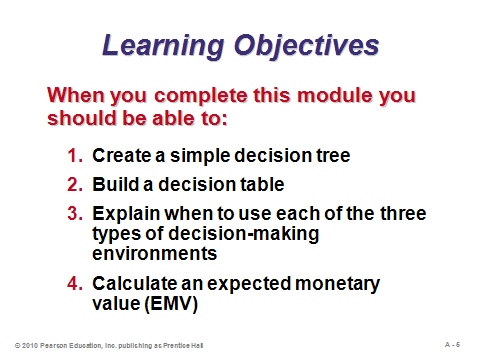 Learning Objectives
When you complete this module you
should be able to:
1. Create a simple decision tree
2. Build a decision table
3. Explain when to use each of the three
types of decision-making
environments
4. Calculate an expected monetary
value (EMV)
© 2010 Pearson Education, Inc. publishing as Prentice Hall
A - 5